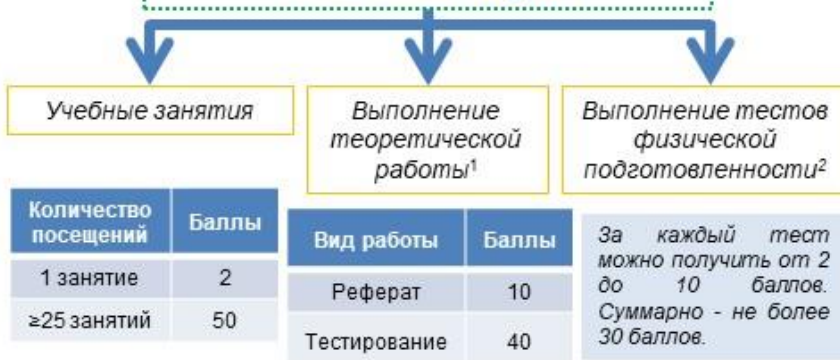 Учебные занятия
Количество посещений Баллы
1 занятие 2
≥25 занятий 50
Выполнение
теоретической
работы¹
Вид работы Баллы
Реферат 10
Тестирование 40
Выполнение тестов
физической
подготовленности²
За каждый тест
можно получить от 2
до 10 баллов.
Суммарно - не более
30 баллов.